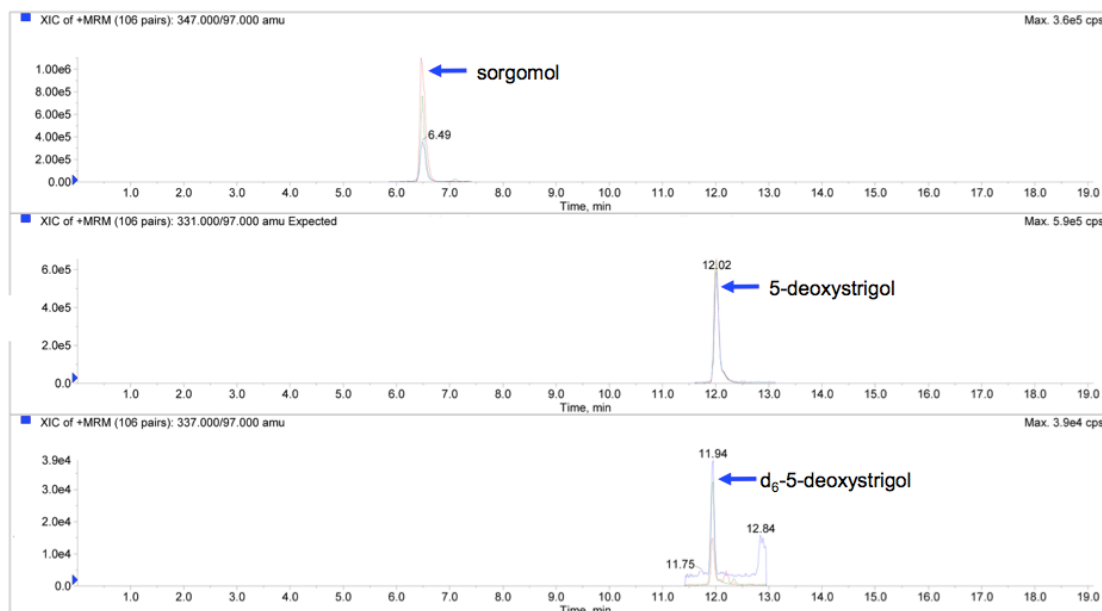 XIC of +MRM (106 pairs): 347.000/97.000 amu Max. 3.6e5 cps
sorgomol
1.00e6
8.00e5
6.00e5
4.00e5
6.49
2.00e5
0.00
1.0 2.0 3.0 4.0 5.0 6.0 7.0 8.0 9.0 10.0 11.0 12.0 13.0 14.0 15.0 16.0 17.0 18.0 19.0
Time, min
XIC of +MRM (106 pairs): 331.000/97.000 amu Expected Max. 5.9e5 cps
6.0e5
12.02
5-deoxystrigol
4.0e5
2.0e5
0.0
1.0 2.0 3.0 4.0 5.0 6.0 7.0 8.0 9.0 10.0 11.0 12.0 13.0 14.0 15.0 16.0 17.0 18.0 19.0
Time, min
XIC of +MRM (106 pairs): 337.000/97.000 amu Max. 3.9e4 cps
3.9e4
11.94
d6-5-deoxystrigol
3.0e4
2.0e4
12.84
1.0e4
11.75
0.0
1.0 2.0 3.0 4.0 5.0 6.0 7.0 8.0 9.0 10.0 11.0 12.0 13.0 14.0 15.0 16.0 17.0 18.0 19.0
Time, min